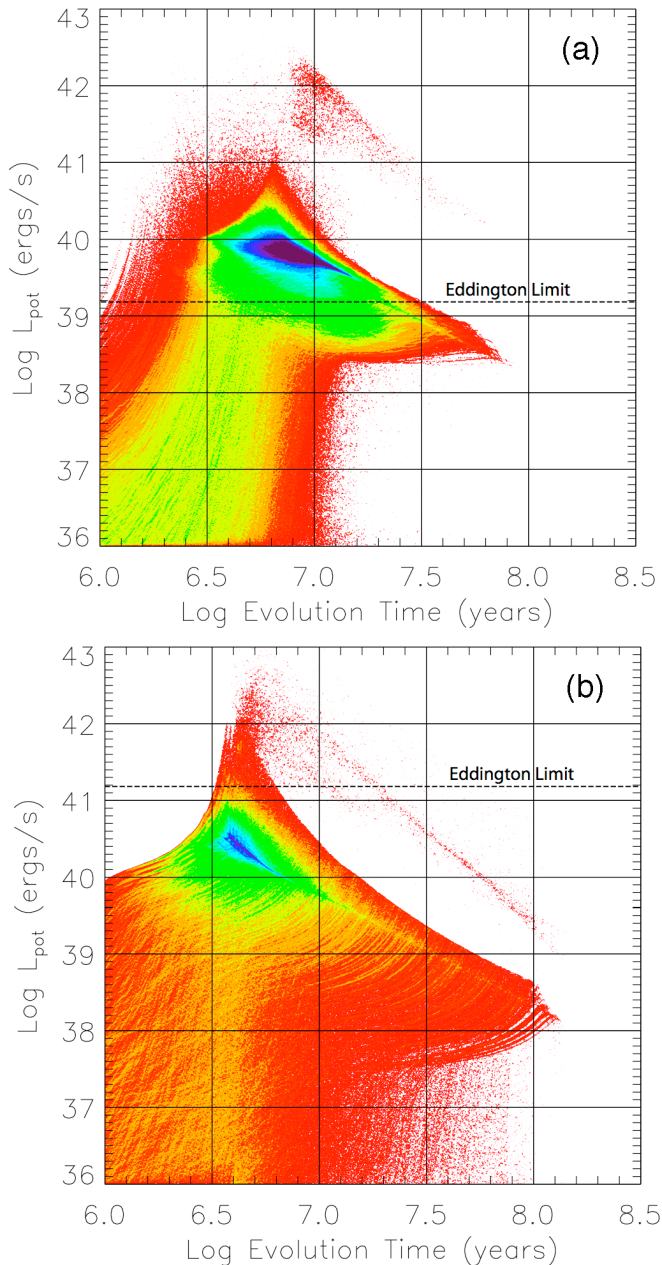 43
(a)
42
41
40
Eddington Limit
39
38
37
36
Log L_pot (ergs/s)
6.0 6.5 7.0 7.5 8.0 8.5
Log Evolution Time (years)
43
(b)
42
Eddington Limit
41
40
39
38
37
36
Log L_pot (ergs/s)
6.0 6.5 7.0 7.5 8.0 8.5
Log Evolution Time (years)